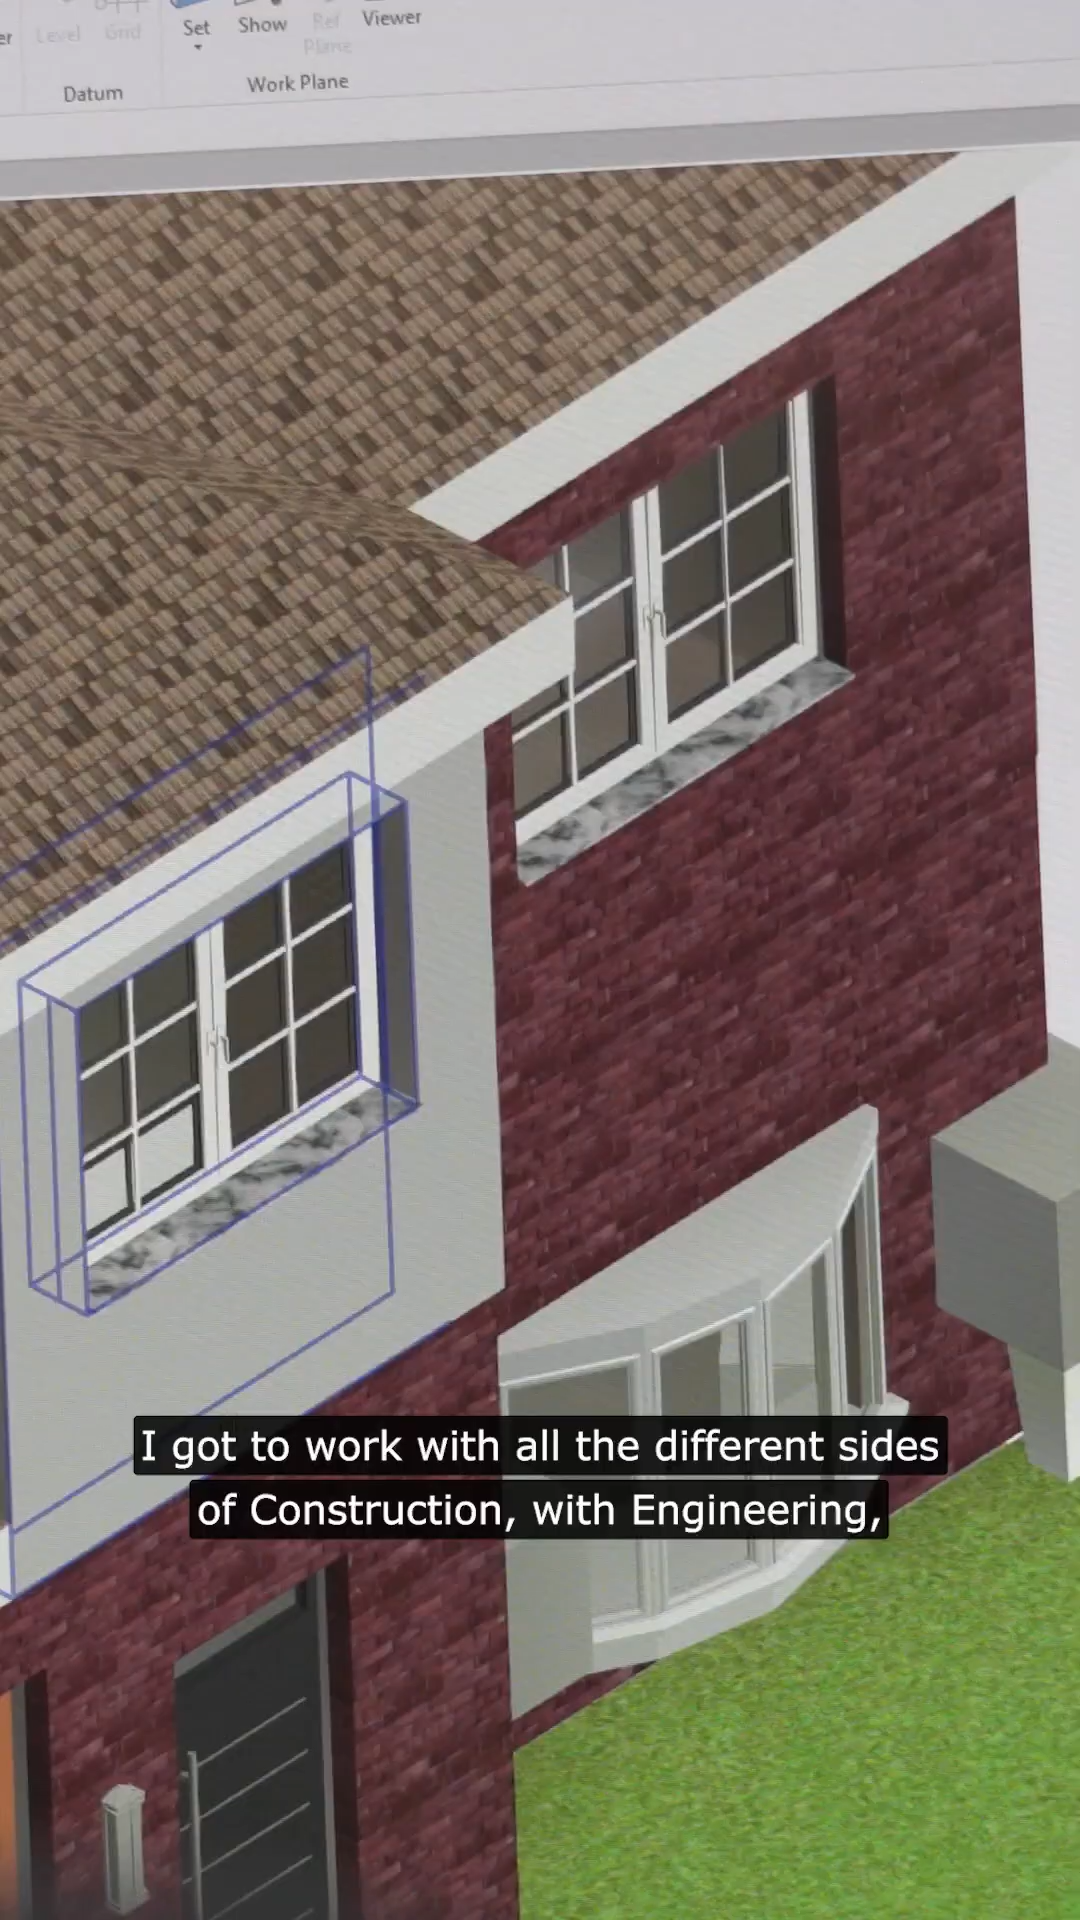 er
Level
Grid
Set
Show
Ref
Plane
Viewer
Datum
Work Plane
I got to work with all the different sides
of Construction, with Engineering,